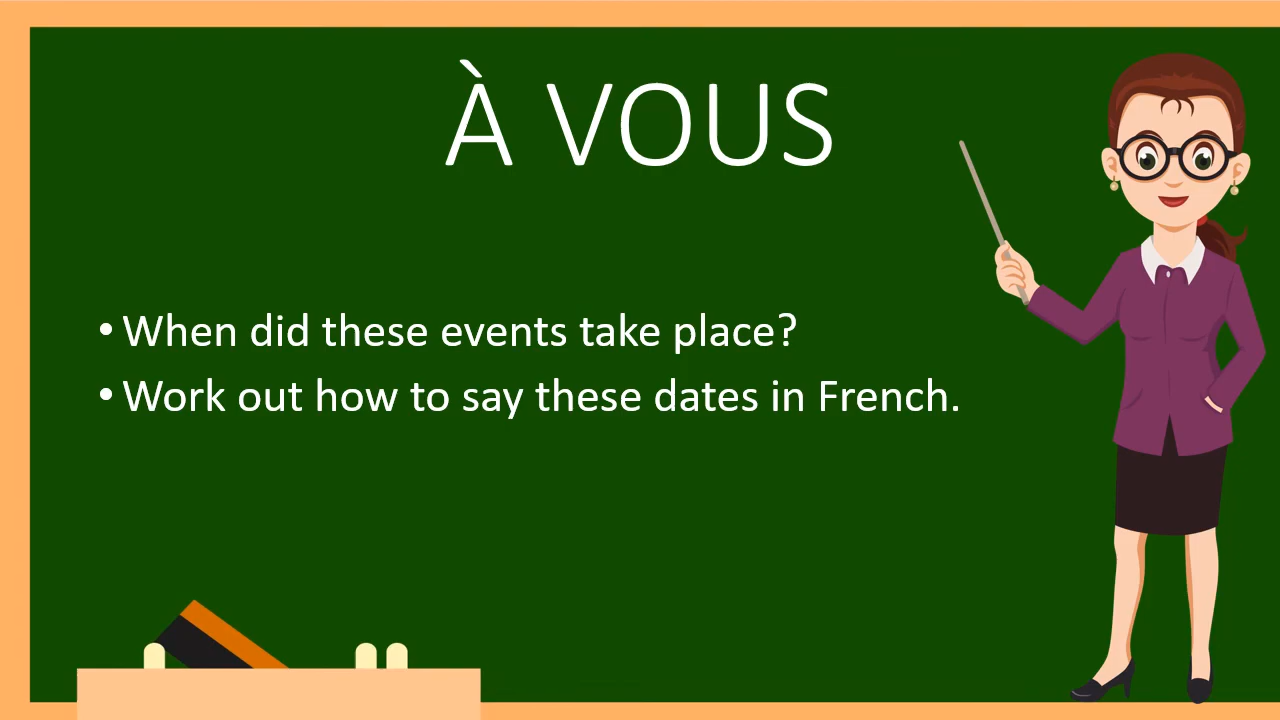 À VOUS
• When did these events take place?
• Work out how to say these dates in French.